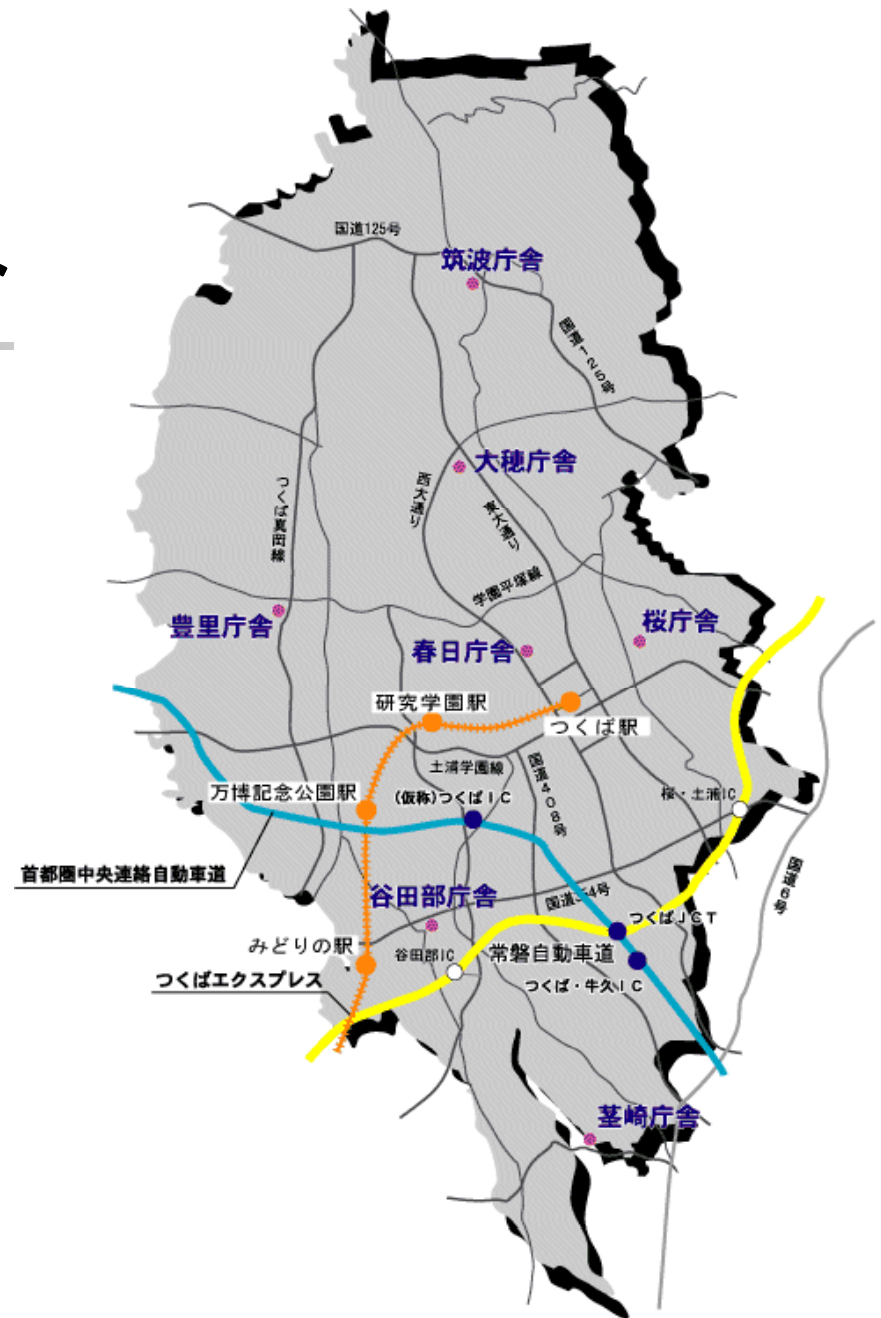 国道125号
筑波庁舎
国道125号
大穂庁舎
西大通り
東大通り
つくば真岡線
学園平塚線
豊里庁舎
桜庁舎
春日庁舎
研究学園駅
つくば駅
土浦学園線
国道408号
万博記念公園駅
(仮称)つくばIC
桜・土浦IC
首都圏中央連絡自動車道
国道6号
谷田部庁舎
国道354号
つくばJCT
みどりの駅
谷田部IC
常磐自動車道
つくばエクスプレス
つくば・牛久IC
茎崎庁舎